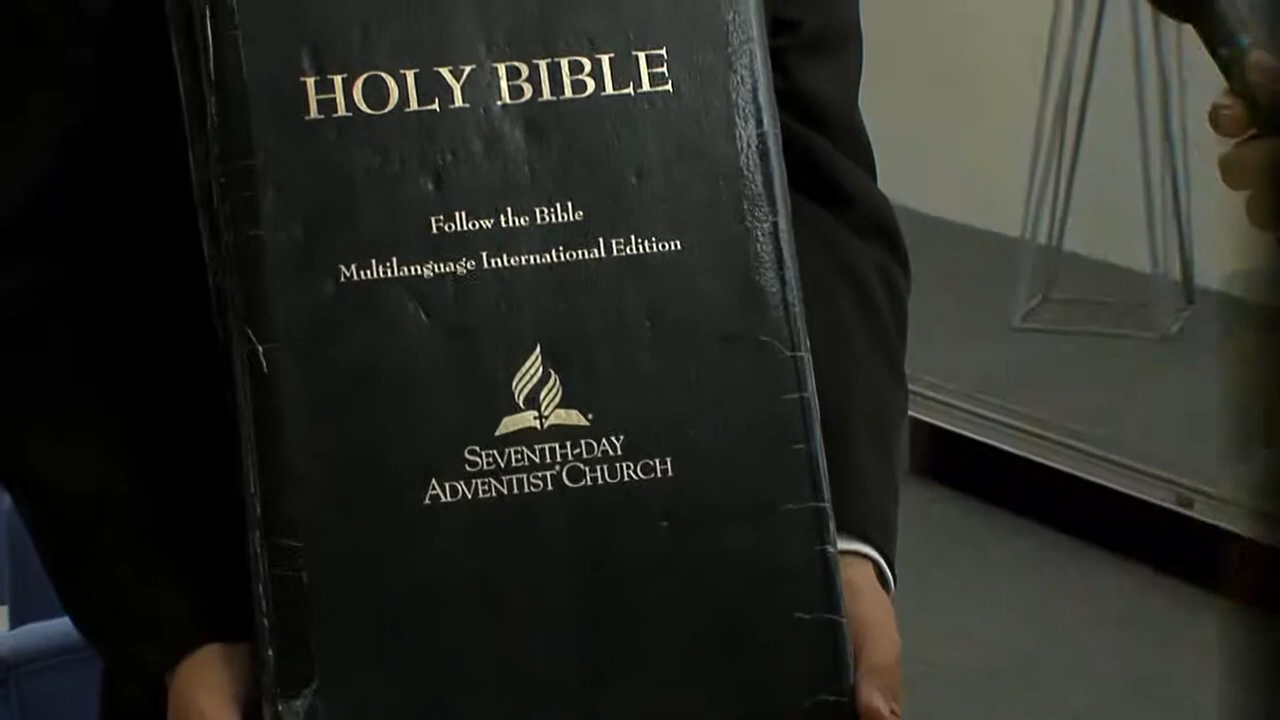 HOLY BIBLE
Follow the Bible
Multilanguage International Edition
SEVENTH-DAY
ADVENTIST® CHURCH